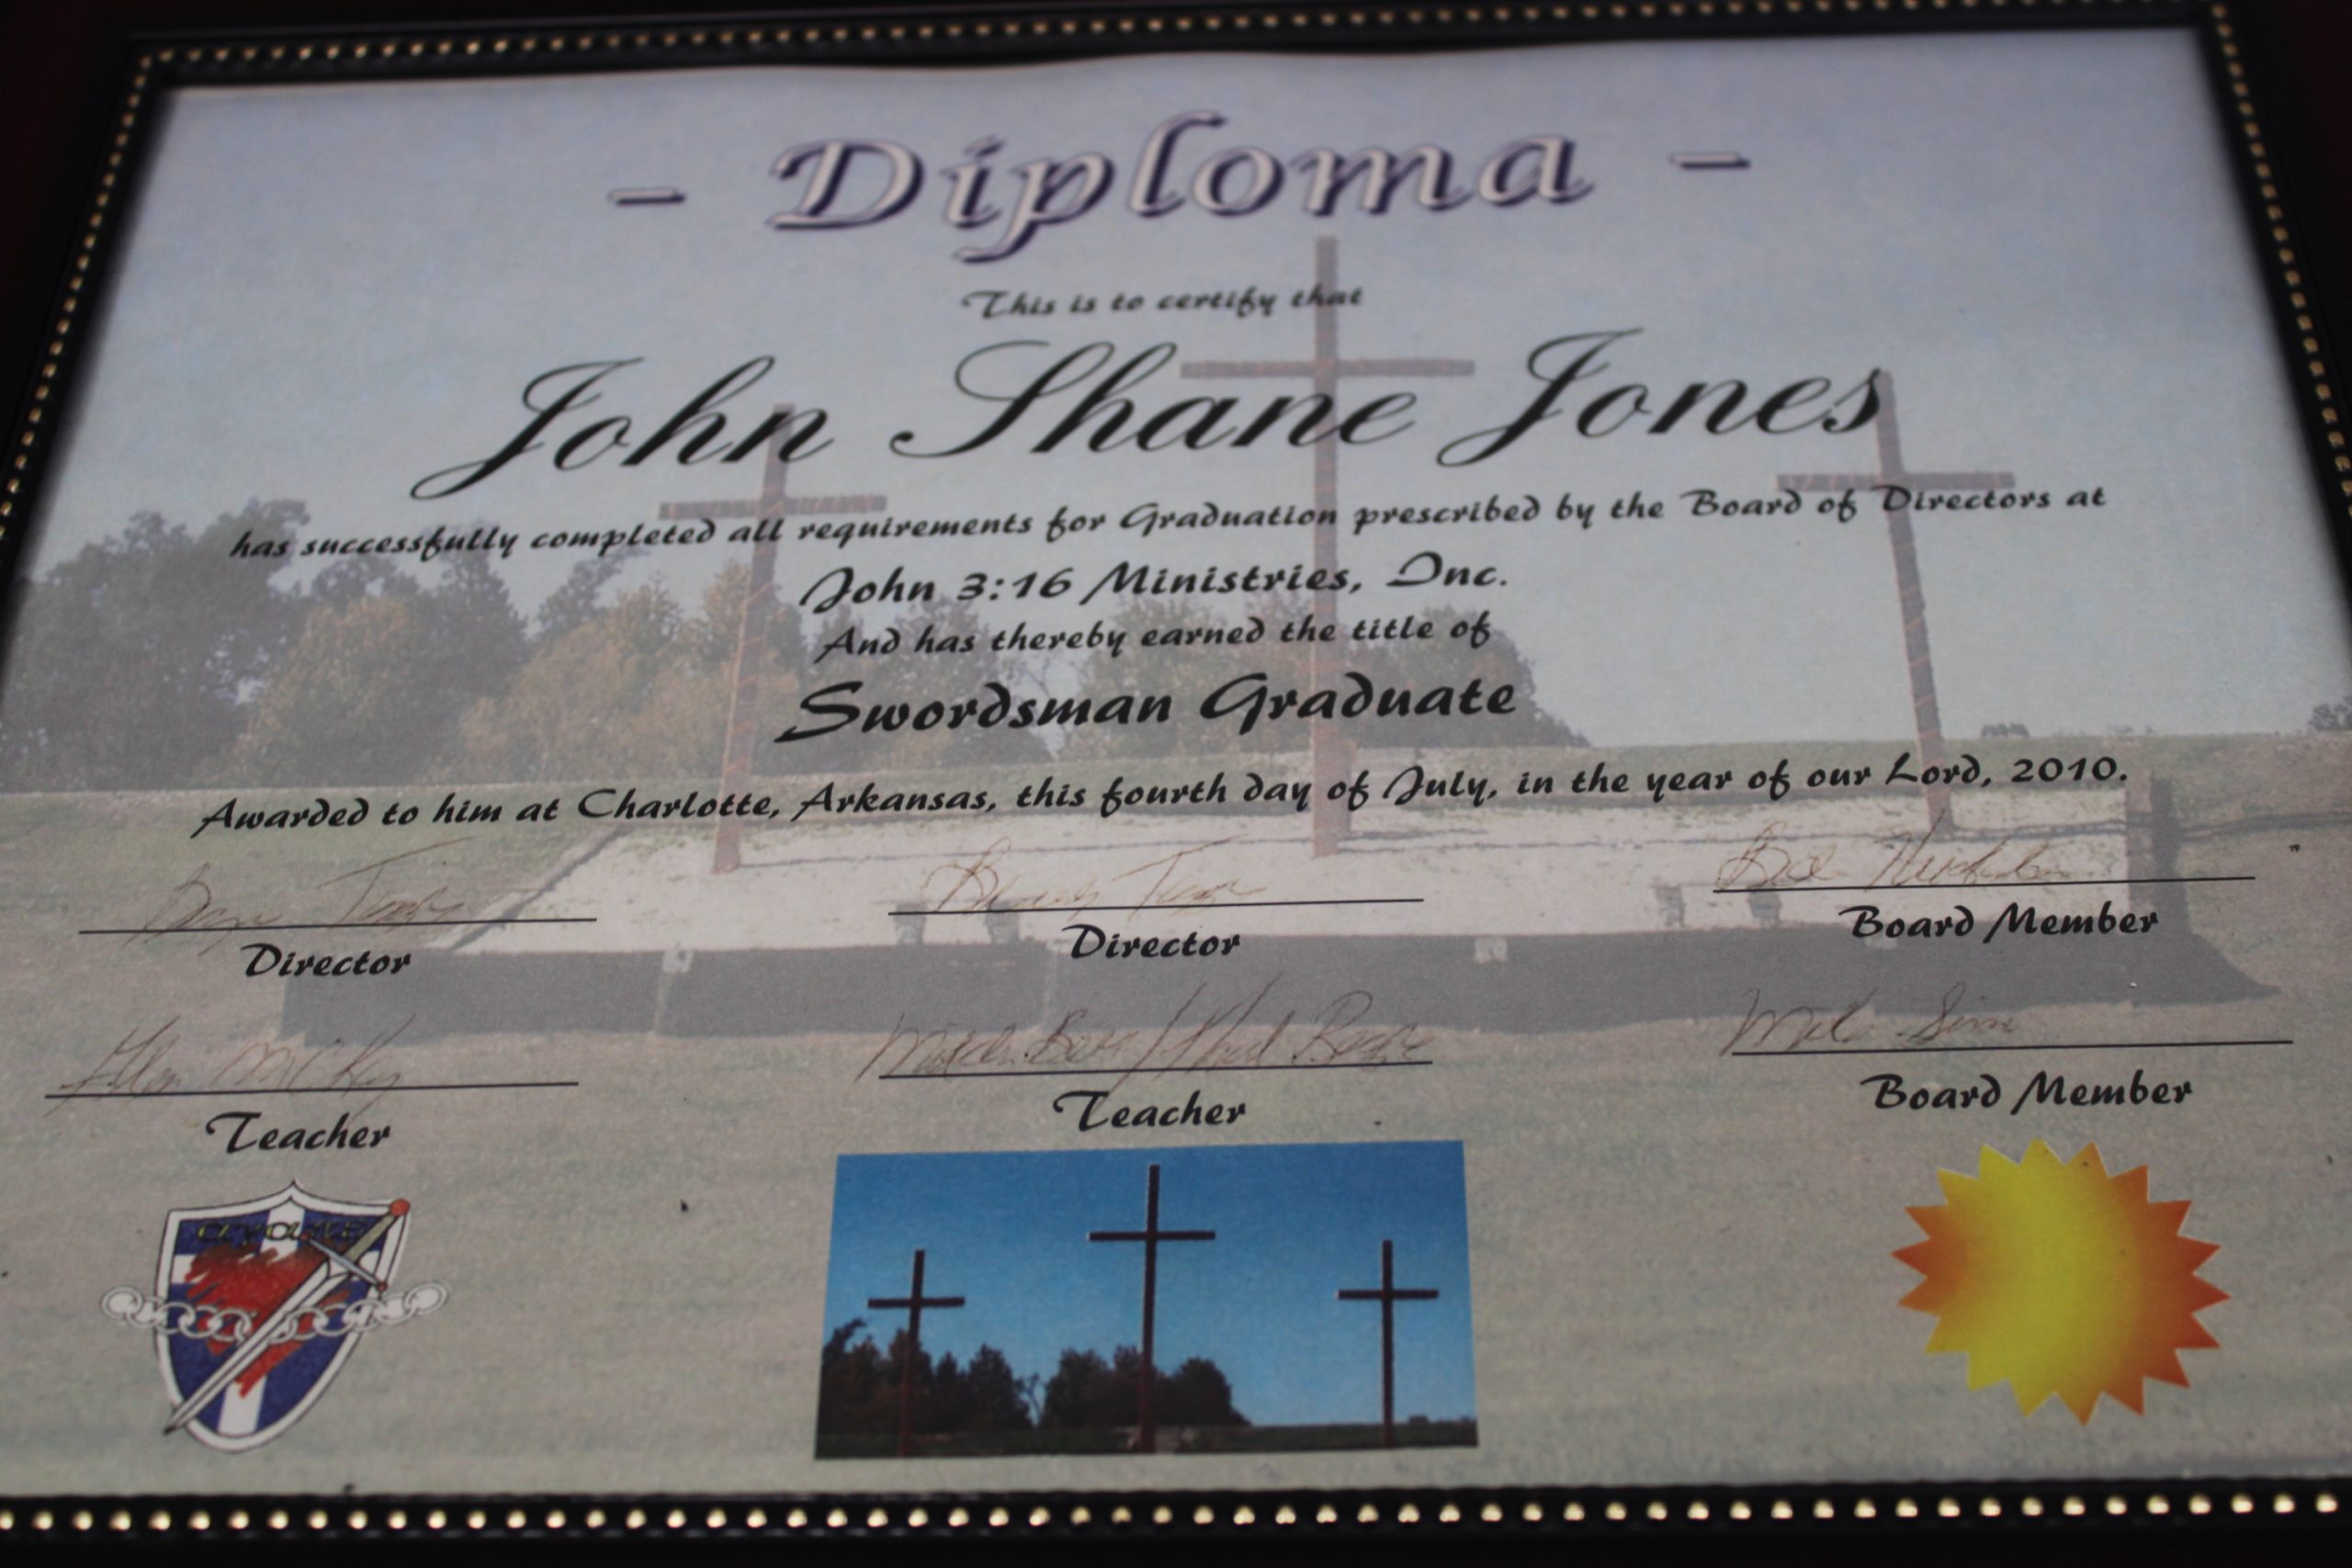 - Diploma -
This is to certify that
John Shane Jones
has successfully completed all requirements for Graduation prescribed by the Board of Directors at
John 3:16 Ministries, Inc.
And has thereby earned the title of
Swordsman Graduate
Awarded to him at Charlotte, Arkansas, this fourth day of July, in the year of our Lord, 2010.
Director
Director
Board Member
Teacher
Teacher
Board Member